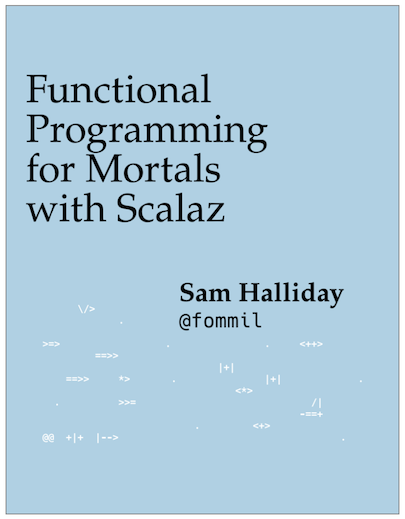 Functional
Programming
for Mortals
with Scalaz
Sam Halliday
@fommil
\/>
.
>=> . . <++>
==>>
|+|
==>> *> . |+| .
<*>
. >>= /|
-==+
. <+>
@@ +|+ |--> .